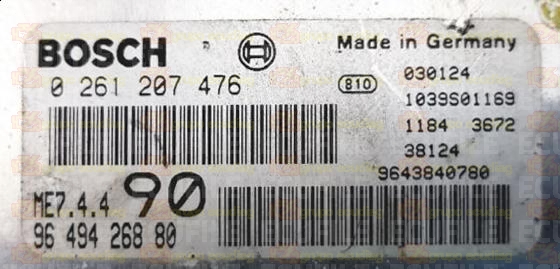 BOSCH
Made in Germany
0 261 207 476
810
030124
1039S01169
1184 3672
38124
9643840780
ME7.4.4 90
96 494 268 80